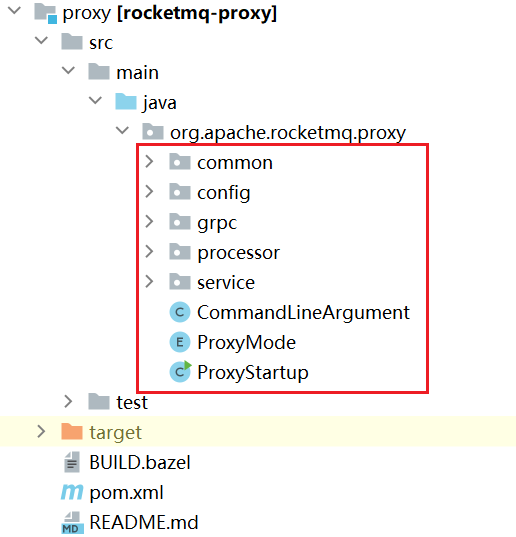 proxy [rocketmq-proxy]
src
main
java
org.apache.rocketmq.proxy
common
config
grpc
processor
service
C CommandLineArgument
E ProxyMode
C ProxyStartup
test
target
BUILD.bazel
m pom.xml
MD README.md